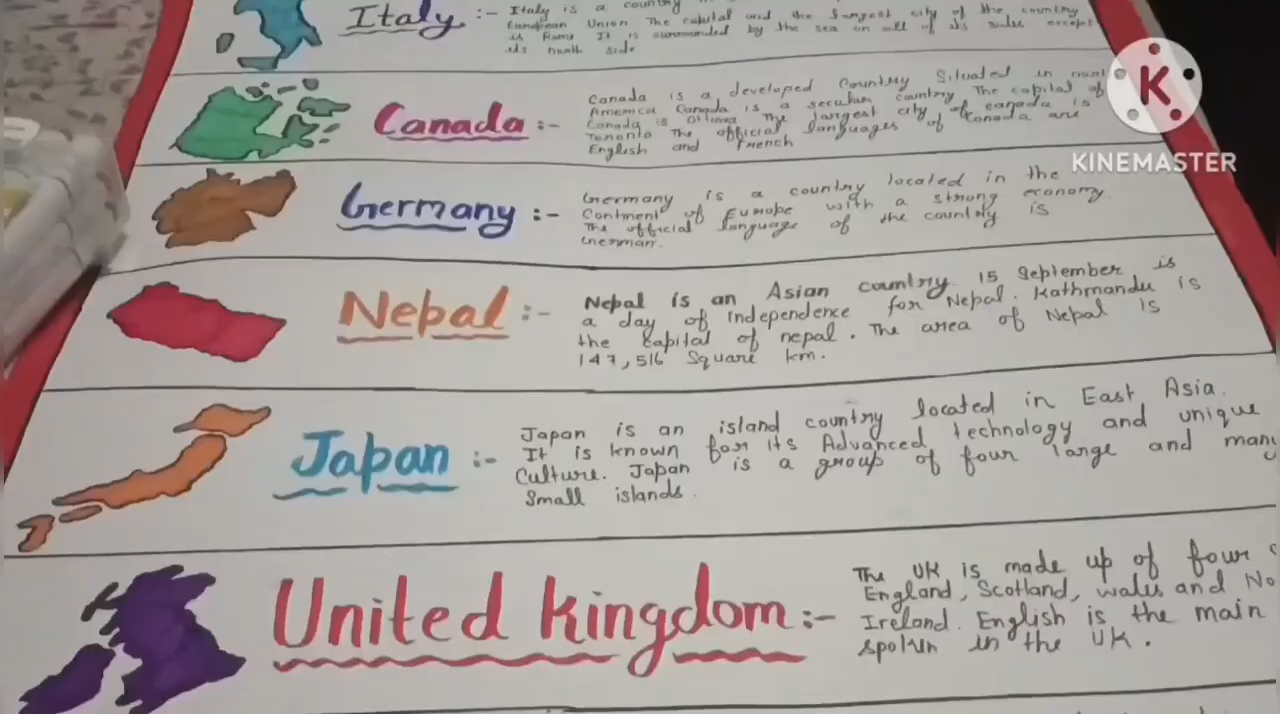 Italy :- Italy is a country
European Union The capital and the largest city of the country
is Rome It is surrounded by the sea on all of its sides except
its north side
Canada :- Canada is a developed Country Situated in
America Canada is a secular country The capital of
Canada is Ottawa The largest city of canada is
Toronto The official languages of Canada are
English and French
Germany :- Germany is a country located in the
Contment of Europe with a strong economy
The official language of the country is
German.
Nepal :- Nepal is an Asian country. 15 September is
a day of independence for Nepal. Kathmandu is
the capital of nepal. The area of Nepal is
147,516 Square km.
Japan :- Japan is an island country located in East Asia.
It is known for its Advanced technology and unique
Culture. Japan is a group of four large and many
Small islands.
United kingdom :- The UK is made up of four
England, Scotland, wales and No
Ireland. English is the main
spoken in the UK.
K
KINEMASTER